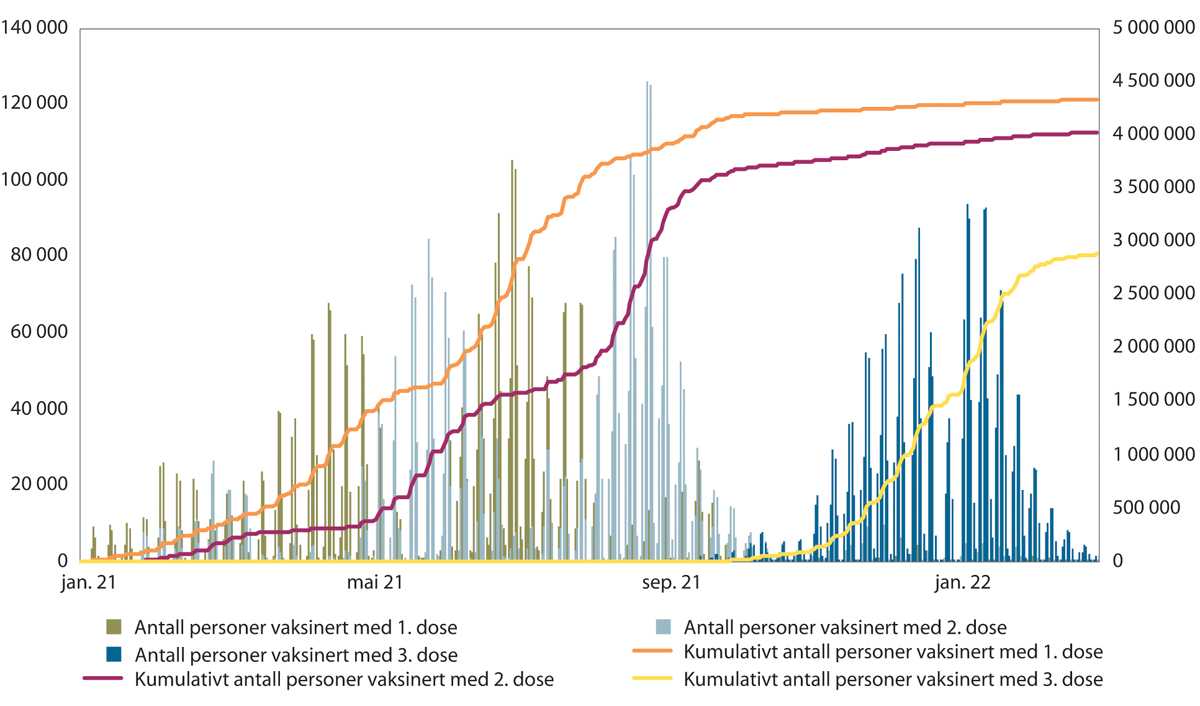 140 000
120 000
100 000
80 000
60 000
40 000
20 000
0
5 000 000
4 500 000
4 000 000
3 500 000
3 000 000
2 500 000
2 000 000
1 500 000
1 000 000
500 000
0
jan. 21 mai 21 sep. 21 jan. 22
Antall personer vaksinert med 1. dose
Antall personer vaksinert med 2. dose
Antall personer vaksinert med 3. dose
Kumulativt antall personer vaksinert med 1. dose
Kumulativt antall personer vaksinert med 2. dose
Kumulativt antall personer vaksinert med 3. dose